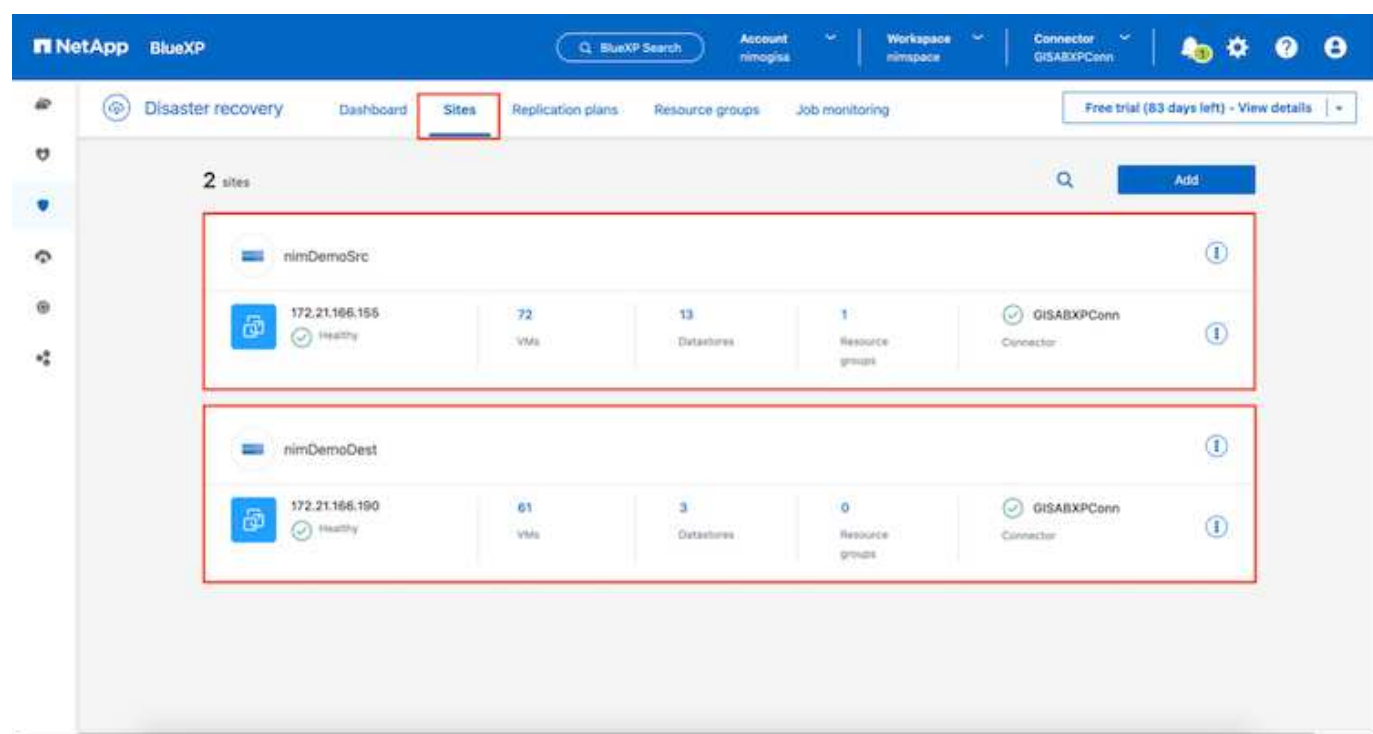 NetApp BlueXP
BlueXP Search
Account
nimogisa
Workspace
nimspace
Connector
GISABXPConn
Disaster recovery
Dashboard
Sites
Replication plans
Resource groups
Job monitoring
Free trial (83 days left) - View details
2 sites
Add
nimDemoSrc
172.21.166.155
Healthy
72
VMs
13
Datastores
1
Resource
groups
GISABXPConn
Connector
nimDemoDest
172.21.166.190
Healthy
61
VMs
3
Datastores
0
Resource
groups
GISABXPConn
Connector